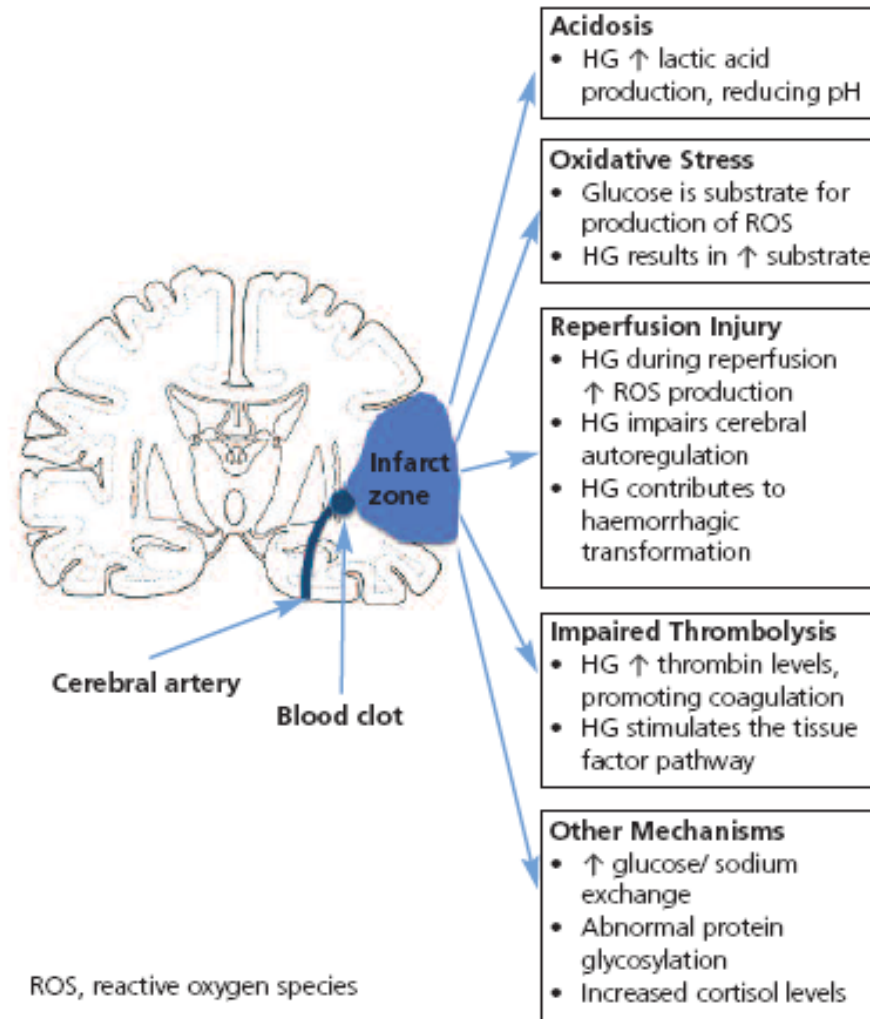 Acidosis
• HG ↑ lactic acid
production, reducing pH
Oxidative Stress
• Glucose is substrate for
production of ROS
• HG results in ↑ substrate
Reperfusion Injury
• HG during reperfusion
↑ ROS production
• HG impairs cerebral
autoregulation
• HG contributes to
haemorrhagic
transformation
Infarct
zone
Impaired Thrombolysis
• HG ↑ thrombin levels,
promoting coagulation
• HG stimulates the tissue
factor pathway
Cerebral artery
Blood clot
Other Mechanisms
• ↑ glucose/ sodium
exchange
• Abnormal protein
glycosylation
• Increased cortisol levels
ROS, reactive oxygen species